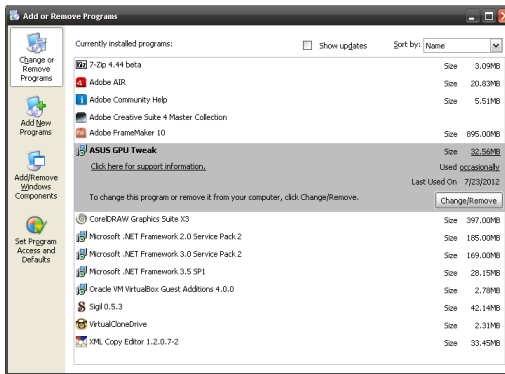 Add or Remove Programs
Change or
Remove
Programs
Add New
Programs
Add/Remove
Windows
Components
Set Program
Access and
Defaults
Currently installed programs:
Show updates
Sort by: Name
7-Zip 4.44 beta Size 3.09MB
Adobe AIR Size 20.83MB
Adobe Community Help Size 5.51MB
Adobe Creative Suite 4 Master Collection
Adobe FrameMaker 10 Size 895.00MB
ASUS GPU Tweak Size 32.56MB
Click here for support information. Used occasionally
Last Used On 7/23/2012
To change this program or remove it from your computer, click Change/Remove. Change/Remove
CorelDRAW Graphics Suite X3 Size 397.00MB
Microsoft .NET Framework 2.0 Service Pack 2 Size 185.00MB
Microsoft .NET Framework 3.0 Service Pack 2 Size 169.00MB
Microsoft .NET Framework 3.5 SP1 Size 28.15MB
Oracle VM VirtualBox Guest Additions 4.0.0 Size 2.78MB
Sigil 0.5.3 Size 42.14MB
VirtualCloneDrive Size 2.31MB
XML Copy Editor 1.2.0.7-2 Size 33.45MB